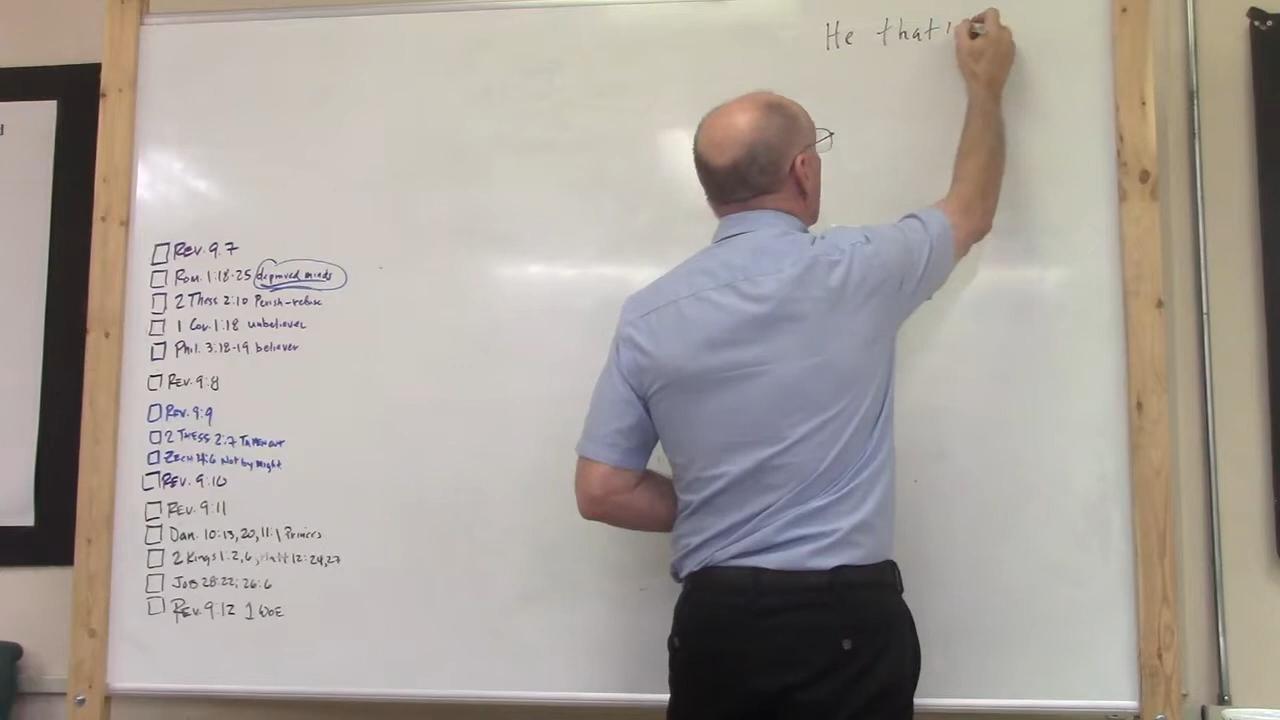 He that
Rev. 9.7
Rom. 1:18-25 depraved minds
2 Thess 2:10 Perish-refuse
1 Cor. 1:18 unbeliever
Phil. 3:18-19 believer
Rev. 9:8
Rev. 9:9
2 Thess 2:7 Taken out
Zech 4:6 Not by might
Rev. 9:10
Rev. 9:11
Dan. 10:13, 20, 11:1 Princes
2 Kings 1:2,6, Matt 12:24,27
Job 28:22; 26:6
Rev. 9:12 1 Woe